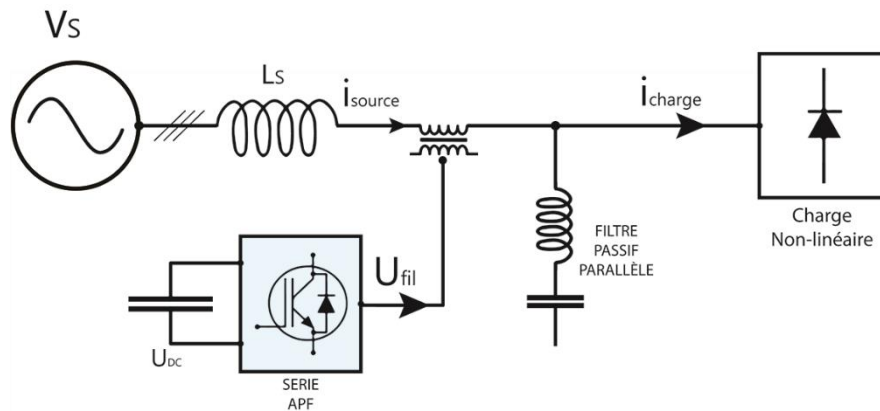 Vs
Ls
isource
icharge
Ufil
UDC
SERIE
APF
FILTRE
PASSIF
PARALLÈLE
Charge
Non-linéaire